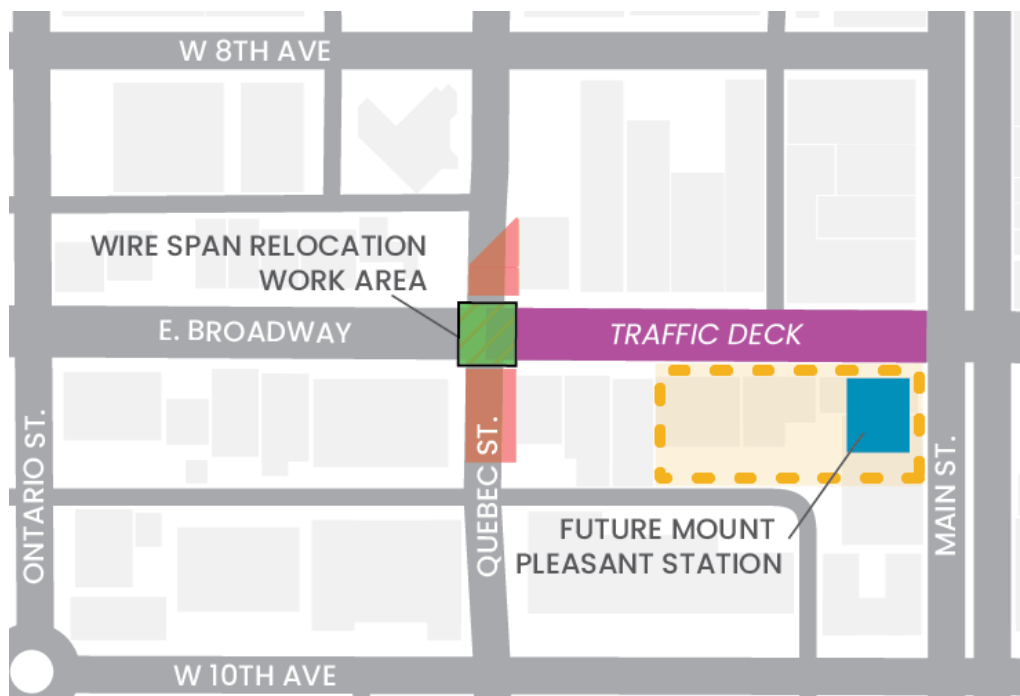 W 8TH AVE
WIRE SPAN RELOCATION
WORK AREA
E. BROADWAY
TRAFFIC DECK
ONTARIO ST.
QUEBEC ST.
MAIN ST.
FUTURE MOUNT
PLEASANT STATION
W 10TH AVE